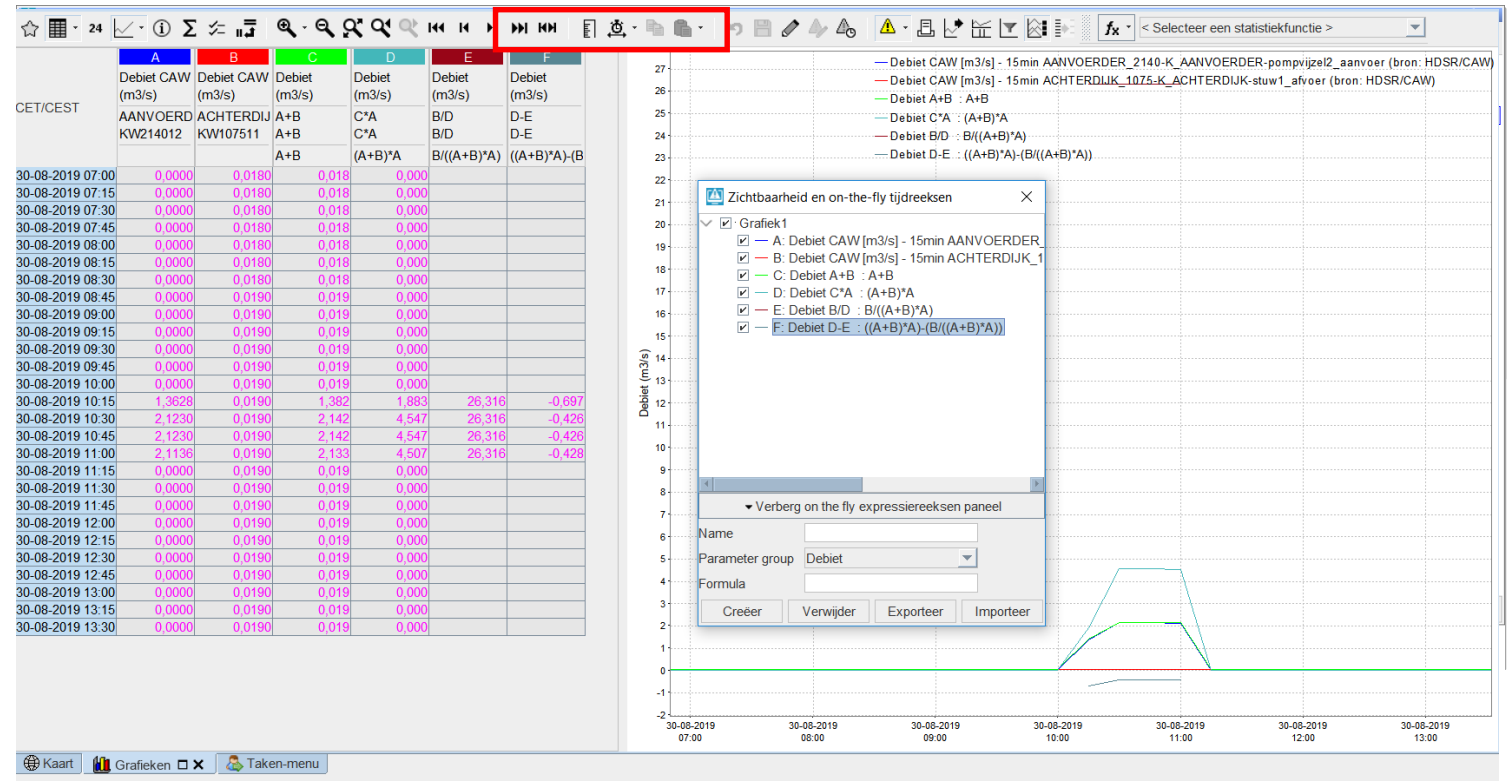 24 Σ fx < Selecteer een statistiekfunctie >
A B C D E F
CET/CEST
Debiet CAW Debiet CAW Debiet Debiet Debiet Debiet
(m3/s) (m3/s) (m3/s) (m3/s) (m3/s) (m3/s)
AANVOERD ACHTERDIJ A+B C*A B/D D-E
KW214012 KW107511 A+B C*A B/D D-E
A+B (A+B)*A B/((A+B)*A) ((A+B)*A)-(B
30-08-2019 07:00 0,0000 0,0180 0,018 0,000
30-08-2019 07:15 0,0000 0,0180 0,018 0,000
30-08-2019 07:30 0,0000 0,0180 0,018 0,000
30-08-2019 07:45 0,0000 0,0180 0,018 0,000
30-08-2019 08:00 0,0000 0,0180 0,018 0,000
30-08-2019 08:15 0,0000 0,0180 0,018 0,000
30-08-2019 08:30 0,0000 0,0180 0,018 0,000
30-08-2019 08:45 0,0000 0,0190 0,019 0,000
30-08-2019 09:00 0,0000 0,0190 0,019 0,000
30-08-2019 09:15 0,0000 0,0190 0,019 0,000
30-08-2019 09:30 0,0000 0,0190 0,019 0,000
30-08-2019 09:45 0,0000 0,0190 0,019 0,000
30-08-2019 10:00 0,0000 0,0190 0,019 0,000
30-08-2019 10:15 1,3628 0,0190 1,382 1,883 26,316 -0,697
30-08-2019 10:30 2,1230 0,0190 2,142 4,547 26,316 -0,426
30-08-2019 10:45 2,1230 0,0190 2,142 4,547 26,316 -0,426
30-08-2019 11:00 2,1136 0,0190 2,133 4,507 26,316 -0,428
30-08-2019 11:15 0,0000 0,0190 0,019 0,000
30-08-2019 11:30 0,0000 0,0190 0,019 0,000
30-08-2019 11:45 0,0000 0,0190 0,019 0,000
30-08-2019 12:00 0,0000 0,0190 0,019 0,000
30-08-2019 12:15 0,0000 0,0190 0,019 0,000
30-08-2019 12:30 0,0000 0,0190 0,019 0,000
30-08-2019 12:45 0,0000 0,0190 0,019 0,000
30-08-2019 13:00 0,0000 0,0190 0,019 0,000
30-08-2019 13:15 0,0000 0,0190 0,019 0,000
30-08-2019 13:30 0,0000 0,0190 0,019 0,000
Debiet CAW [m3/s] - 15min AANVOERDER_2140-K_AANVOERDER-pompvijzel2_aanvoer (bron: HDSR/CAW)
Debiet CAW [m3/s] - 15min ACHTERDIJK_1075-K_ACHTERDIJK-stuw1_afvoer (bron: HDSR/CAW)
Debiet A+B : A+B
Debiet C*A : (A+B)*A
Debiet B/D : B/((A+B)*A)
Debiet D-E : ((A+B)*A)-(B/((A+B)*A))
27
26
25
24
23
22
21
20
19
18
17
16
15
14
13
12
11
10
9
8
7
6
5
4
3
2
1
0
-1
-2
Debiet (m3/s)
30-08-2019 30-08-2019 30-08-2019 30-08-2019 30-08-2019 30-08-2019 30-08-2019
07:00 08:00 09:00 10:00 11:00 12:00 13:00
Zichtbaarheid en on-the-fly tijdreeksen
Grafiek1
A: Debiet CAW [m3/s] - 15min AANVOERDER_
B: Debiet CAW [m3/s] - 15min ACHTERDIJK_1
C: Debiet A+B : A+B
D: Debiet C*A : (A+B)*A
E: Debiet B/D : B/((A+B)*A)
F: Debiet D-E : ((A+B)*A)-(B/((A+B)*A))
Verberg on the fly expressiereeksen paneel
Name
Parameter group Debiet
Formula
Creëer Verwijder Exporteer Importeer
Kaart Grafieken Taken-menu